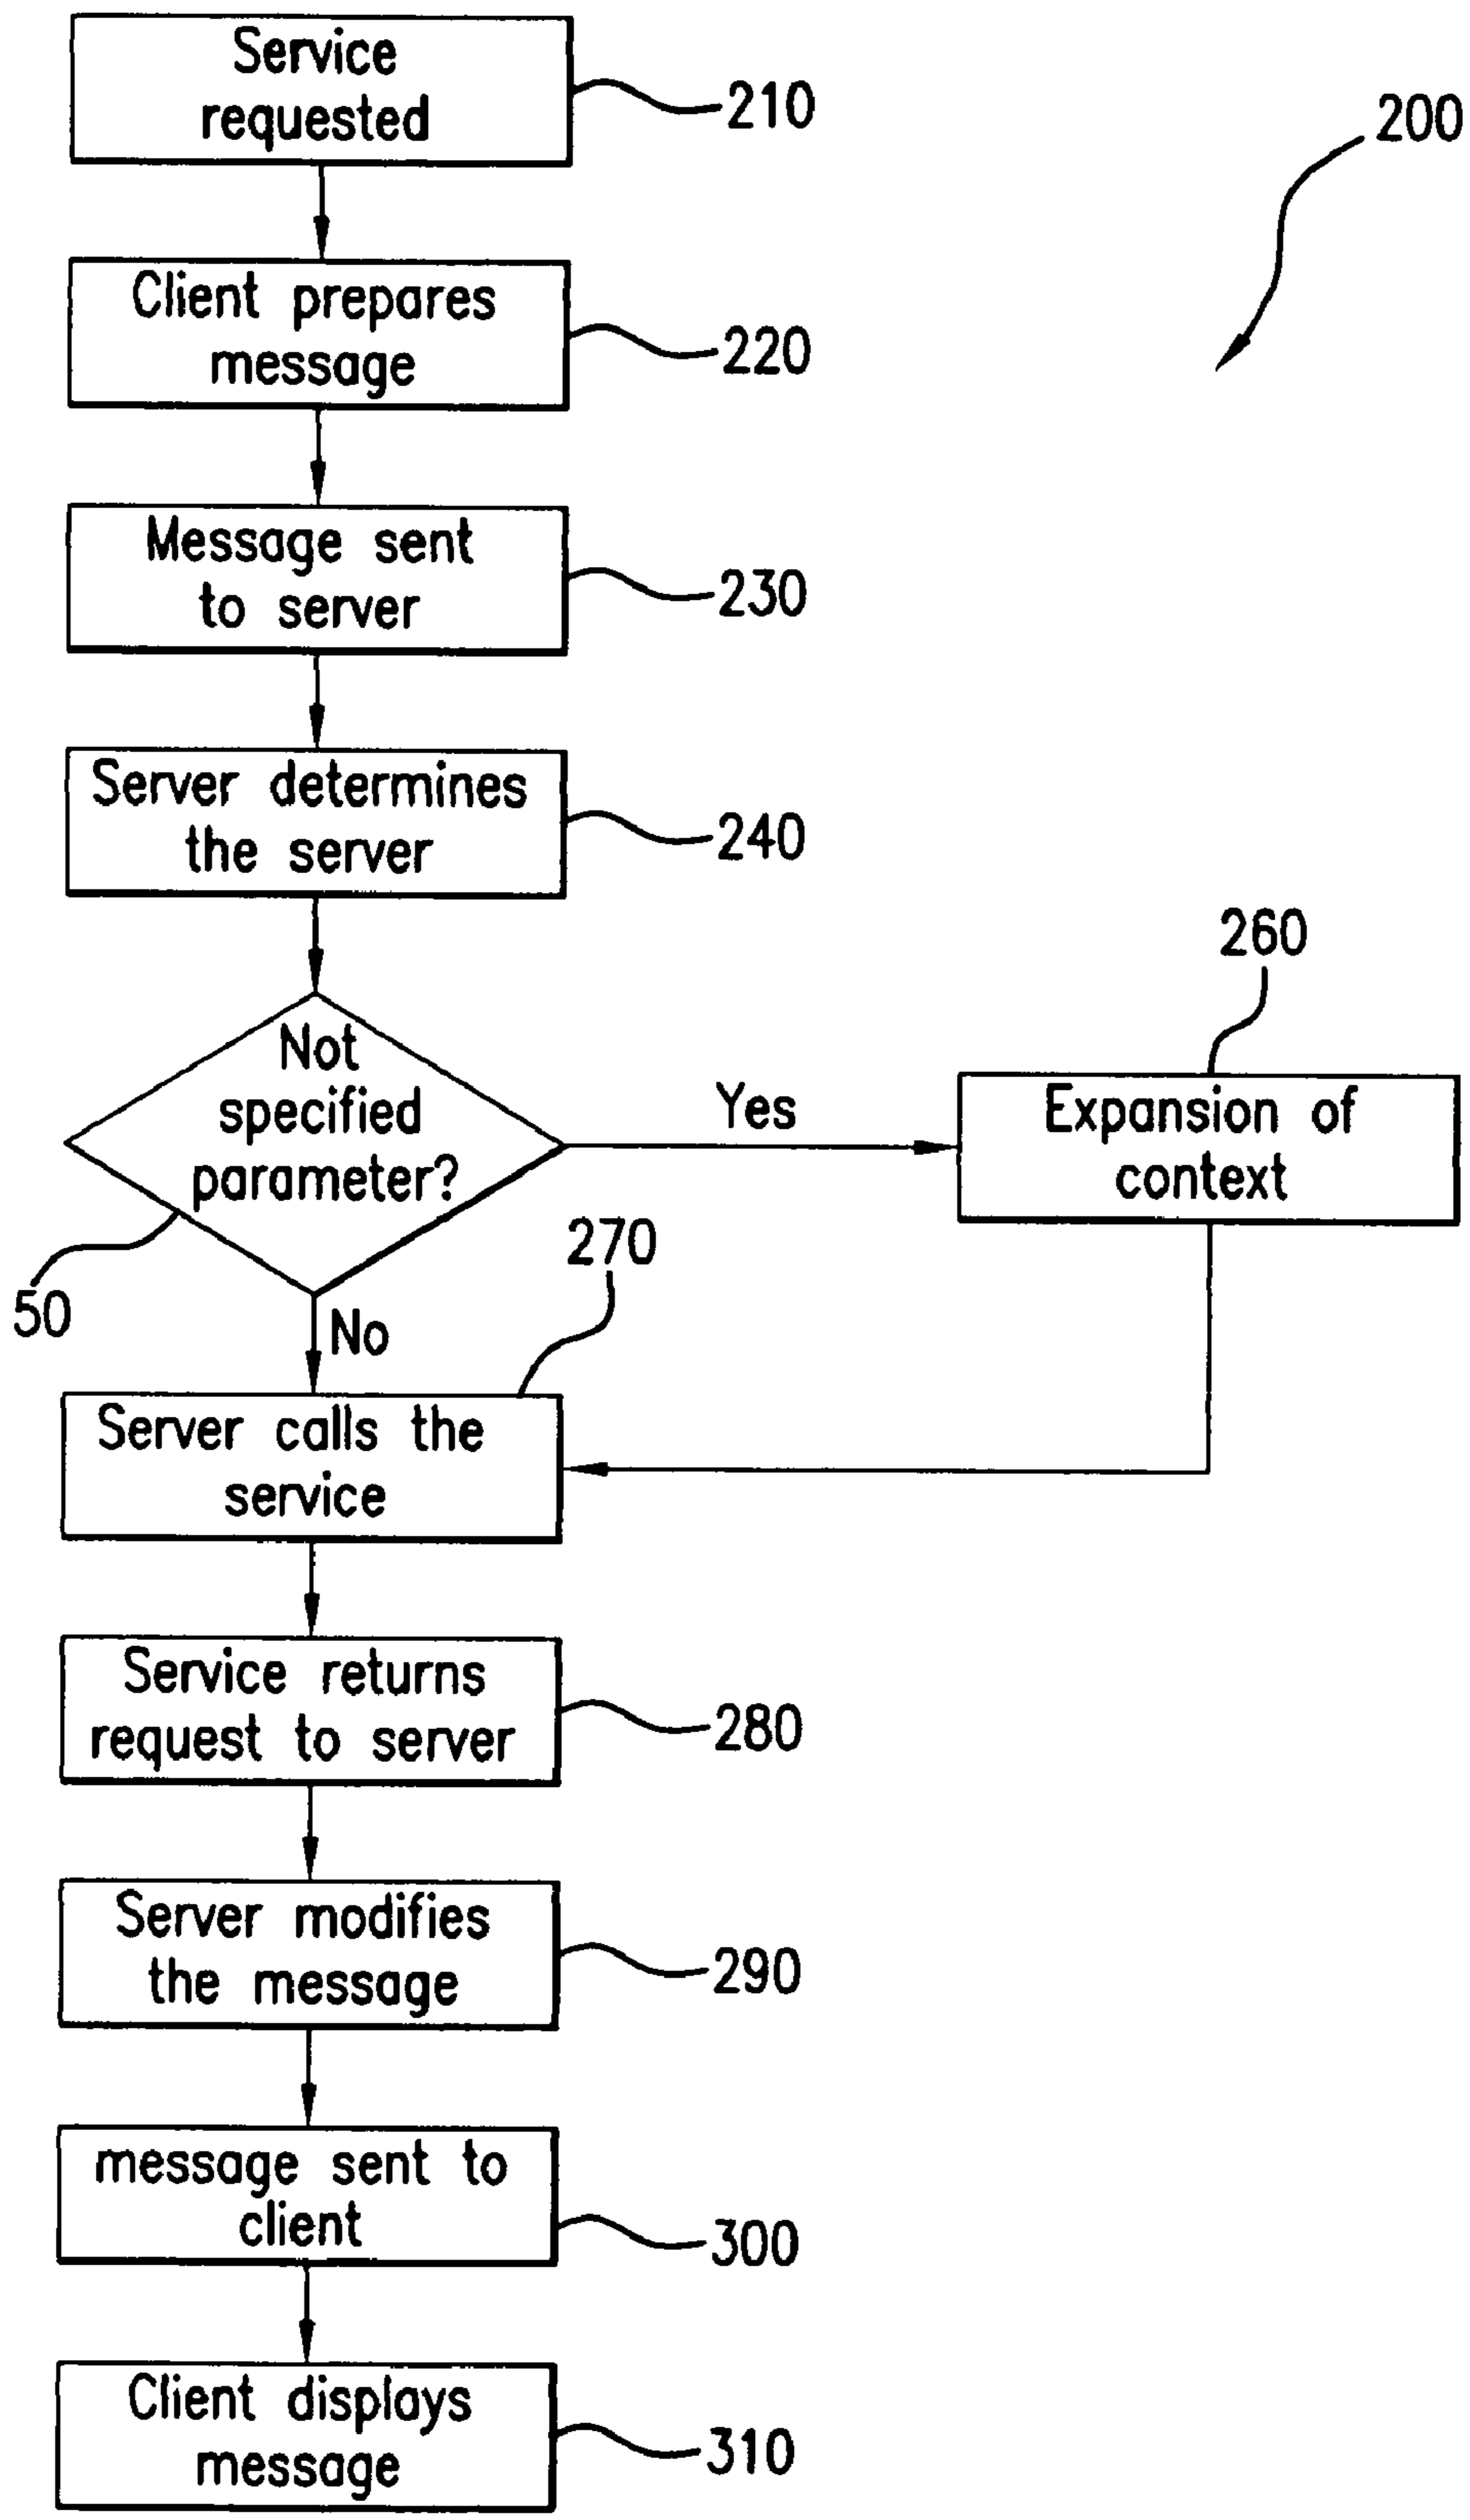 Service
requested
210
200
Client prepares
message
220
Message sent
to server
230
Server determines
the server
240
260
Not
specified
parameter?
Yes
Expansion of
context
50
270
No
Server calls the
service
Service returns
request to server
280
Server modifies
the message
290
message sent to
client
300
Client displays
message
310